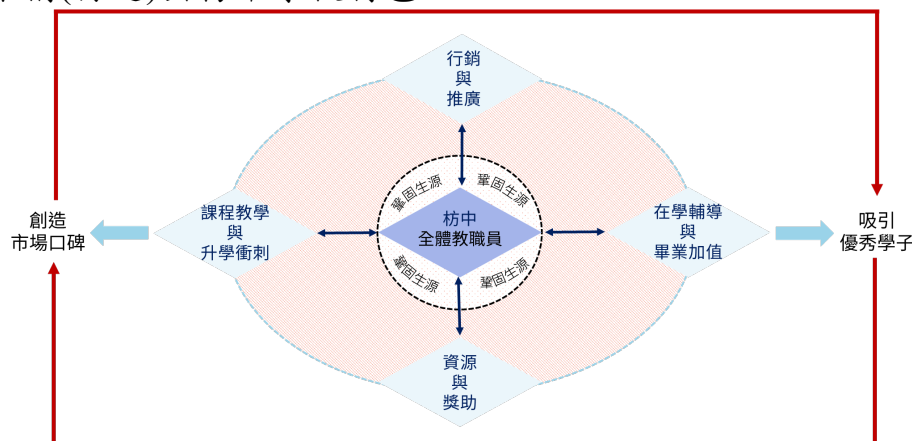 行銷
與
推廣
鞏固生源
鞏固生源
課程教學
與
升學衝刺
枋中
全體教職員
在學輔導
與
畢業加值
創造
市場口碑
吸引
優秀學子
鞏固生源
鞏固生源
資源
與
獎助